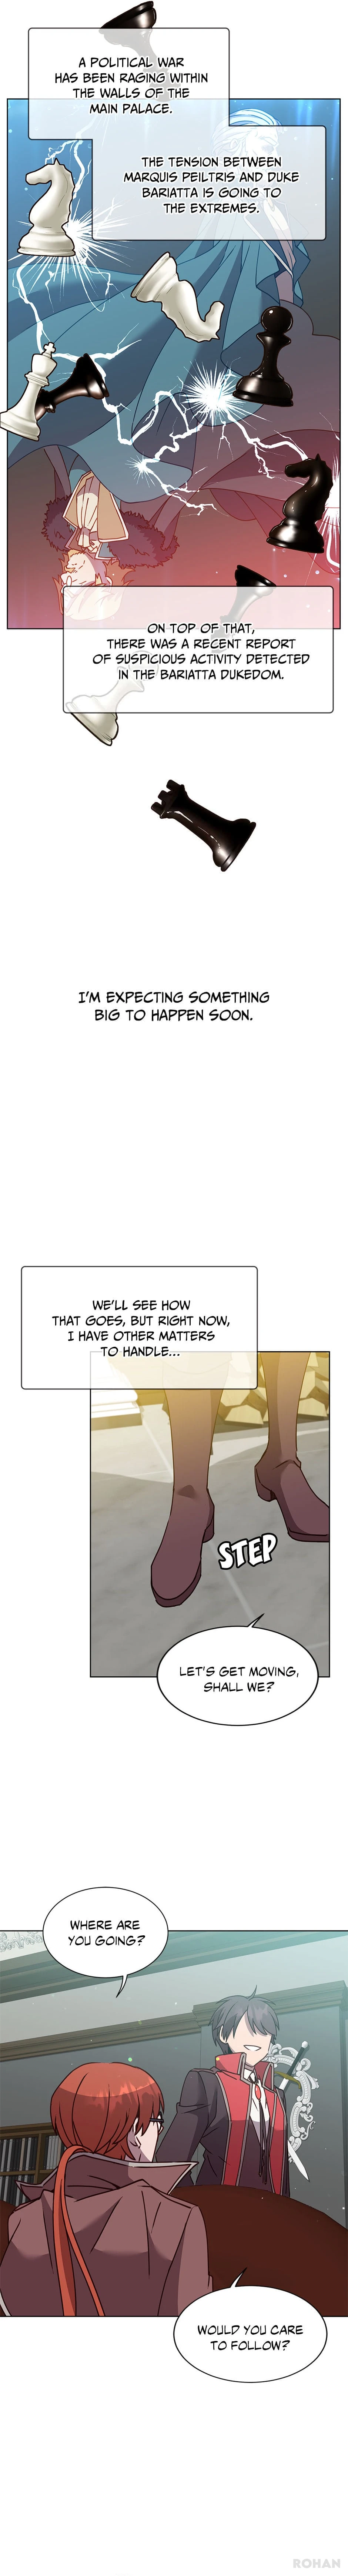 A POLITICAL WAR
HAS BEEN RAGING WITHIN
THE WALLS OF THE
MAIN PALACE.
THE TENSION BETWEEN
MARQUIS PEILTRIS AND DUKE
BARIATTA IS GOING TO
THE EXTREMES.
ON TOP OF THAT,
THERE WAS A RECENT REPORT
OF SUSPICIOUS ACTIVITY DETECTED
IN THE BARIATTA DUKEDOM.
I'M EXPECTING SOMETHING
BIG TO HAPPEN SOON.
WE'LL SEE HOW
THAT GOES, BUT RIGHT NOW,
I HAVE OTHER MATTERS
TO HANDLE...
STEP
LET'S GET MOVING,
SHALL WE?
WHERE ARE
YOU GOING?
WOULD YOU CARE
TO FOLLOW?
ROHAN